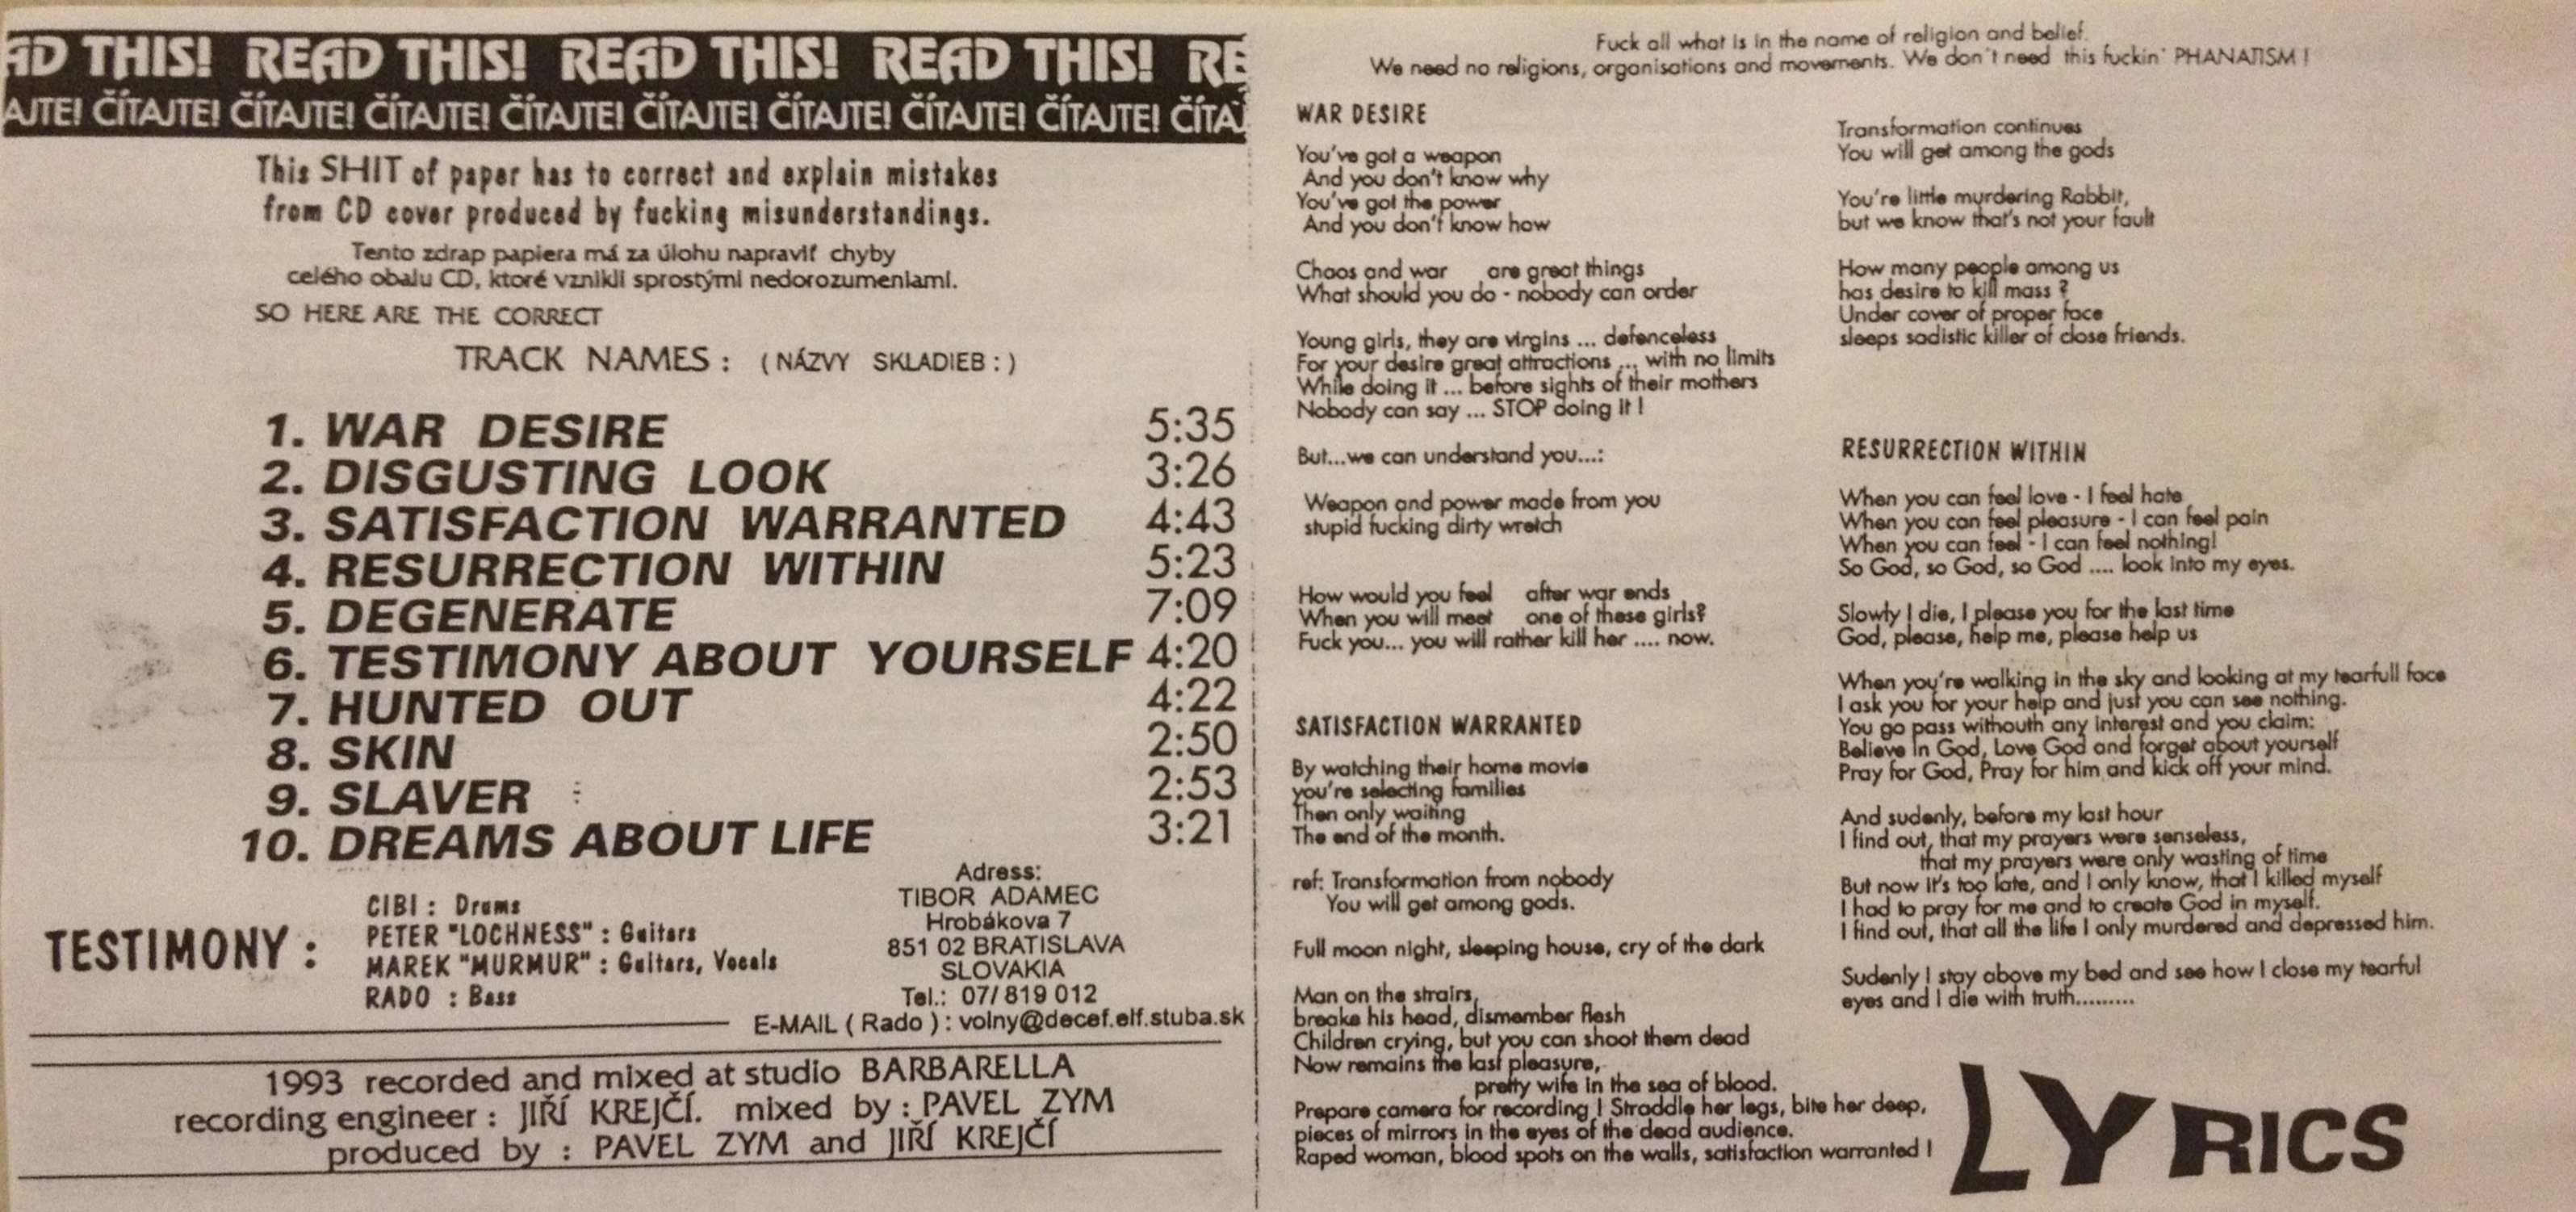 AD THIS! READ THIS! READ THIS! READ THIS! RE
AJTE! ČÍTAJTE! ČÍTAJTE! ČÍTAJTE! ČÍTAJTE! ČÍTAJTE! ČÍTAJTE! ČÍTAJTE! ČÍTA
This SHIT of paper has to correct and explain mistakes
from CD cover produced by fucking misunderstandings.
Tento zdrap papiera má za úlohu napraviť chyby
celého obalu CD, ktoré vznikli sprostými nedorozumeniami.
SO HERE ARE THE CORRECT
TRACK NAMES : ( NÁZVY SKLADIEB : )
1. WAR DESIRE 5:35
2. DISGUSTING LOOK 3:26
3. SATISFACTION WARRANTED 4:43
4. RESURRECTION WITHIN 5:23
5. DEGENERATE 7:09
6. TESTIMONY ABOUT YOURSELF 4:20
7. HUNTED OUT 4:22
8. SKIN 2:50
9. SLAVER 2:53
10. DREAMS ABOUT LIFE 3:21
TESTIMONY :
CIBI : Drums
PETER "LOCHNESS" : Guitars
MAREK "MURMUR" : Guitars, Vocals
RADO : Bass
Adress:
TIBOR ADAMEC
Hrobákova 7
851 02 BRATISLAVA
SLOVAKIA
Tel.: 07/ 819 012
E-MAIL ( Rado ) : volny@decef.elf.stuba.sk
1993 recorded and mixed at studio BARBARELLA
recording engineer : JIŘÍ KREJČÍ. mixed by : PAVEL ZYM
produced by : PAVEL ZYM and JIŘÍ KREJČÍ
Fuck all what is in the name of religion and belief.
We need no religions, organisations and movements. We don't need this fuckin' PHANATISM !
WAR DESIRE
You've got a weapon
And you don't know why
You've got the power
And you don't know how
Chaos and war are great things
What should you do - nobody can order
Young girls, they are virgins ... defenceless
For your desire great attractions ... with no limits
While doing it ... before sights of their mothers
Nobody can say ... STOP doing it !
But...we can understand you...:
Weapon and power made from you
stupid fucking dirty wretch
How would you feel after war ends
When you will meet one of these girls?
Fuck you... you will rather kill her .... now.
SATISFACTION WARRANTED
By watching their home movie
you're selecting families
Then only waiting
The end of the month.
ref: Transformation from nobody
You will get among gods.
Full moon night, sleeping house, cry of the dark
Man on the strairs,
breake his head, dismember flesh
Children crying, but you can shoot them dead
Now remains the last pleasure,
pretty wife in the sea of blood.
Prepare camera for recording ! Straddle her legs, bite her deep,
pieces of mirrors in the eyes of the dead audience.
Raped woman, blood spots on the walls, satisfaction warranted !
Transformation continues
You will get among the gods
You're little murdering Rabbit,
but we know that's not your fault
How many people among us
has desire to kill mass ?
Under cover of proper face
sleeps sadistic killer of close friends.
RESURRECTION WITHIN
When you can feel love - I feel hate
When you can feel pleasure - I can feel pain
When you can feel - I can feel nothing!
So God, so God, so God .... look into my eyes.
Slowly I die, I please you for the last time
God, please, help me, please help us
When you're walking in the sky and looking at my tearfull face
I ask you for your help and just you can see nothing.
You go pass withouth any interest and you claim:
Believe in God, Love God and forget about yourself
Pray for God, Pray for him and kick off your mind.
And sudenly, before my last hour
I find out, that my prayers were senseless,
that my prayers were only wasting of time
But now it's too late, and I only know, that I killed myself
I had to pray for me and to create God in myself.
I find out, that all the life I only murdered and depressed him.
Sudenly I stay above my bed and see how I close my tearful
eyes and I die with truth.........
LYRICS